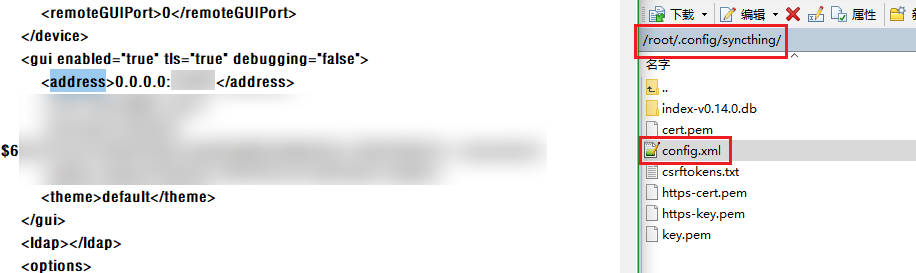 <remoteGUIPort>0</remoteGUIPort>
</device>
<gui enabled="true" tls="true" debugging="false">
<address>0.0.0.0: </address>
$6
<theme>default</theme>
</gui>
<ldap></ldap>
<options>
下载 编辑 属性
/root/.config/syncthing/
名字
..
index-v0.14.0.db
cert.pem
config.xml
csrftokens.txt
https-cert.pem
https-key.pem
key.pem